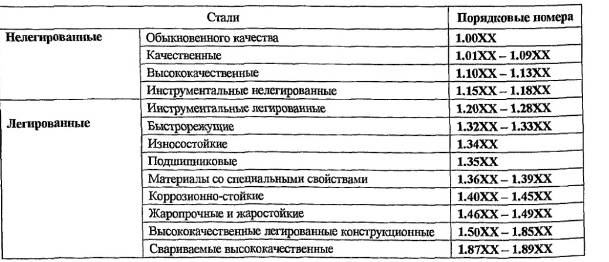 Стали Порядковые номера
Нелегированные Обыкновенного качества 1.00XX
Качественные 1.01XX – 1.09XX
Высококачественные 1.10XX – 1.13XX
Инструментальные нелегированные 1.15XX – 1.18XX
Легированные Инструментальные легированные 1.20XX – 1.28XX
Быстрорежущие 1.32XX – 1.33XX
Износостойкие 1.34XX
Подшипниковые 1.35XX
Материалы со специальными свойствами 1.36XX – 1.39XX
Коррозионно-стойкие 1.40XX – 1.45XX
Жаропрочные и жаростойкие 1.46XX – 1.49XX
Высококачественные легированные конструкционные 1.50XX – 1.85XX
Свариваемые высококачественные 1.87XX – 1.89XX